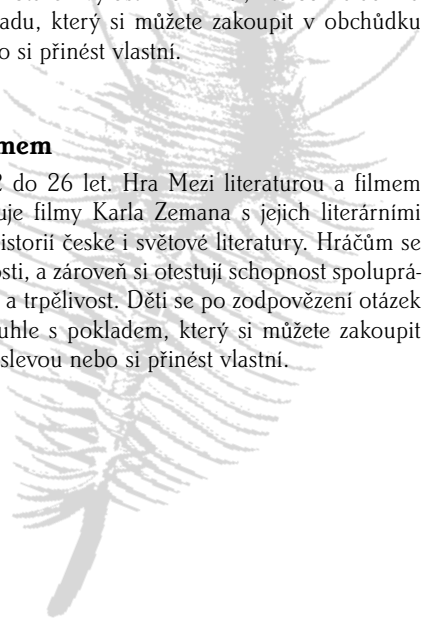 adu, který si můžete zakoupit v obchůdku
o si přinést vlastní.
mem
2 do 26 let. Hra Mezi literaturou a filmem
uje filmy Karla Zemana s jejich literárními
istorií české i světové literatury. Hráčům se
osti, a zároveň si otestují schopnost spoluprá-
a trpělivost. Děti se po zodpovězení otázek
uhle s pokladem, který si můžete zakoupit
slevou nebo si přinést vlastní.